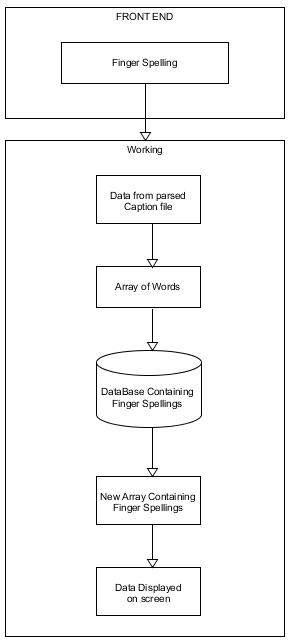 FRONT END
Finger Spelling
Working
Data from parsed
Caption file
Array of Words
DataBase Containing
Finger Spellings
New Array Containing
Finger Spellings
Data Displayed
on screen